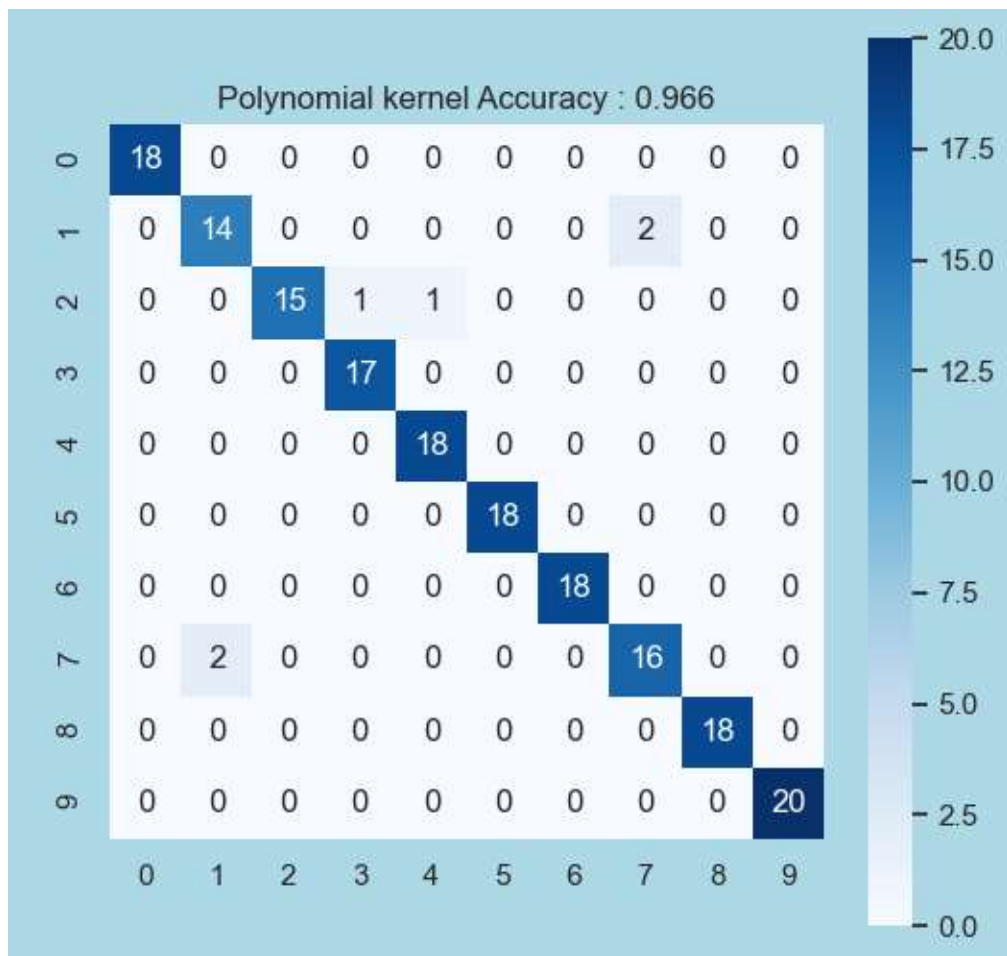 Polynomial kernel Accuracy : 0.966
0 18 0 0 0 0 0 0 0 0 0
1 0 14 0 0 0 0 0 2 0 0
2 0 0 15 1 1 0 0 0 0 0
3 0 0 0 17 0 0 0 0 0 0
4 0 0 0 0 18 0 0 0 0 0
5 0 0 0 0 0 18 0 0 0 0
6 0 0 0 0 0 0 18 0 0 0
7 0 2 0 0 0 0 0 16 0 0
8 0 0 0 0 0 0 0 0 18 0
9 0 0 0 0 0 0 0 0 0 20
0 1 2 3 4 5 6 7 8 9
20.0
17.5
15.0
12.5
10.0
7.5
5.0
2.5
0.0